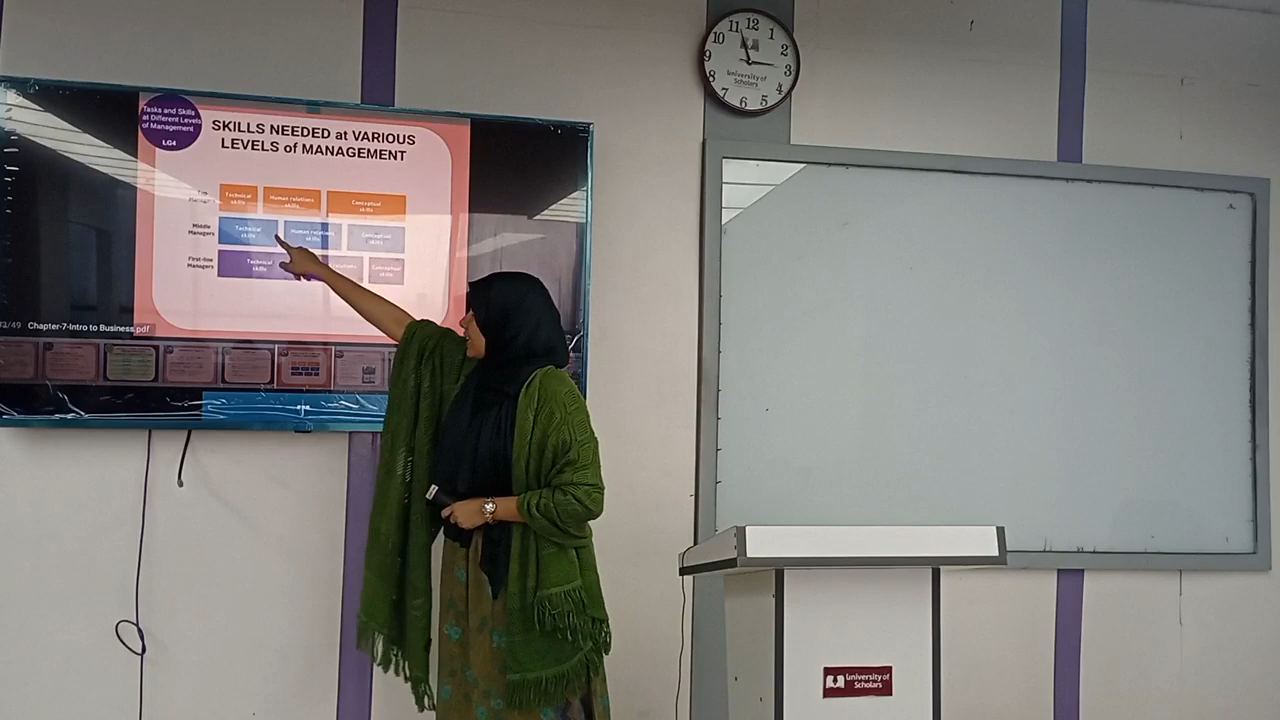 Tasks and Skills
at Different Levels
of Management
LG4
SKILLS NEEDED at VARIOUS
LEVELS of MANAGEMENT
Technical
skills
Human relations
skills
Conceptual
skills
Middle
Managers
Technical
skills
Human relations
skills
Conceptual
skills
First-line
Managers
Technical
skills
relations
Conceptual
skills
/49 Chapter-7-Intro to Business.pdf
12
1
2
3
4
5
6
7
8
9
10
11
University of
Scholars
University of
Scholars